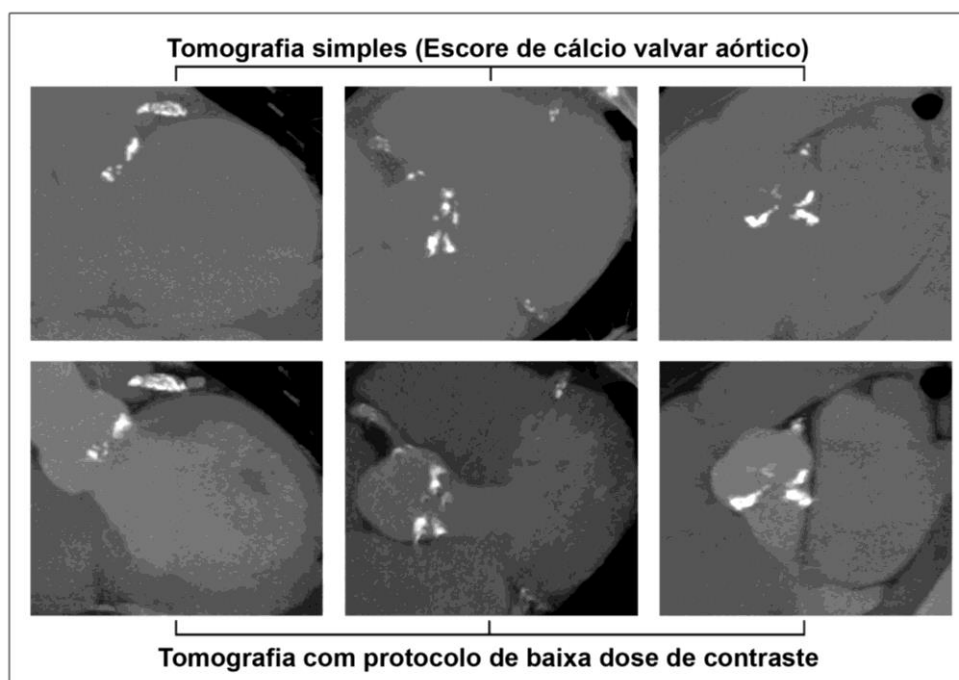 Tomografia simples (Escore de cálcio valvar aórtico)
Tomografia com protocolo de baixa dose de contraste